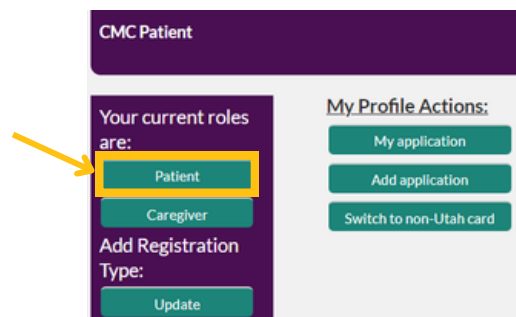 CMC Patient
Your current roles
are:
Patient
Caregiver
Add Registration
Type:
Update
My Profile Actions:
My application
Add application
Switch to non-Utah card